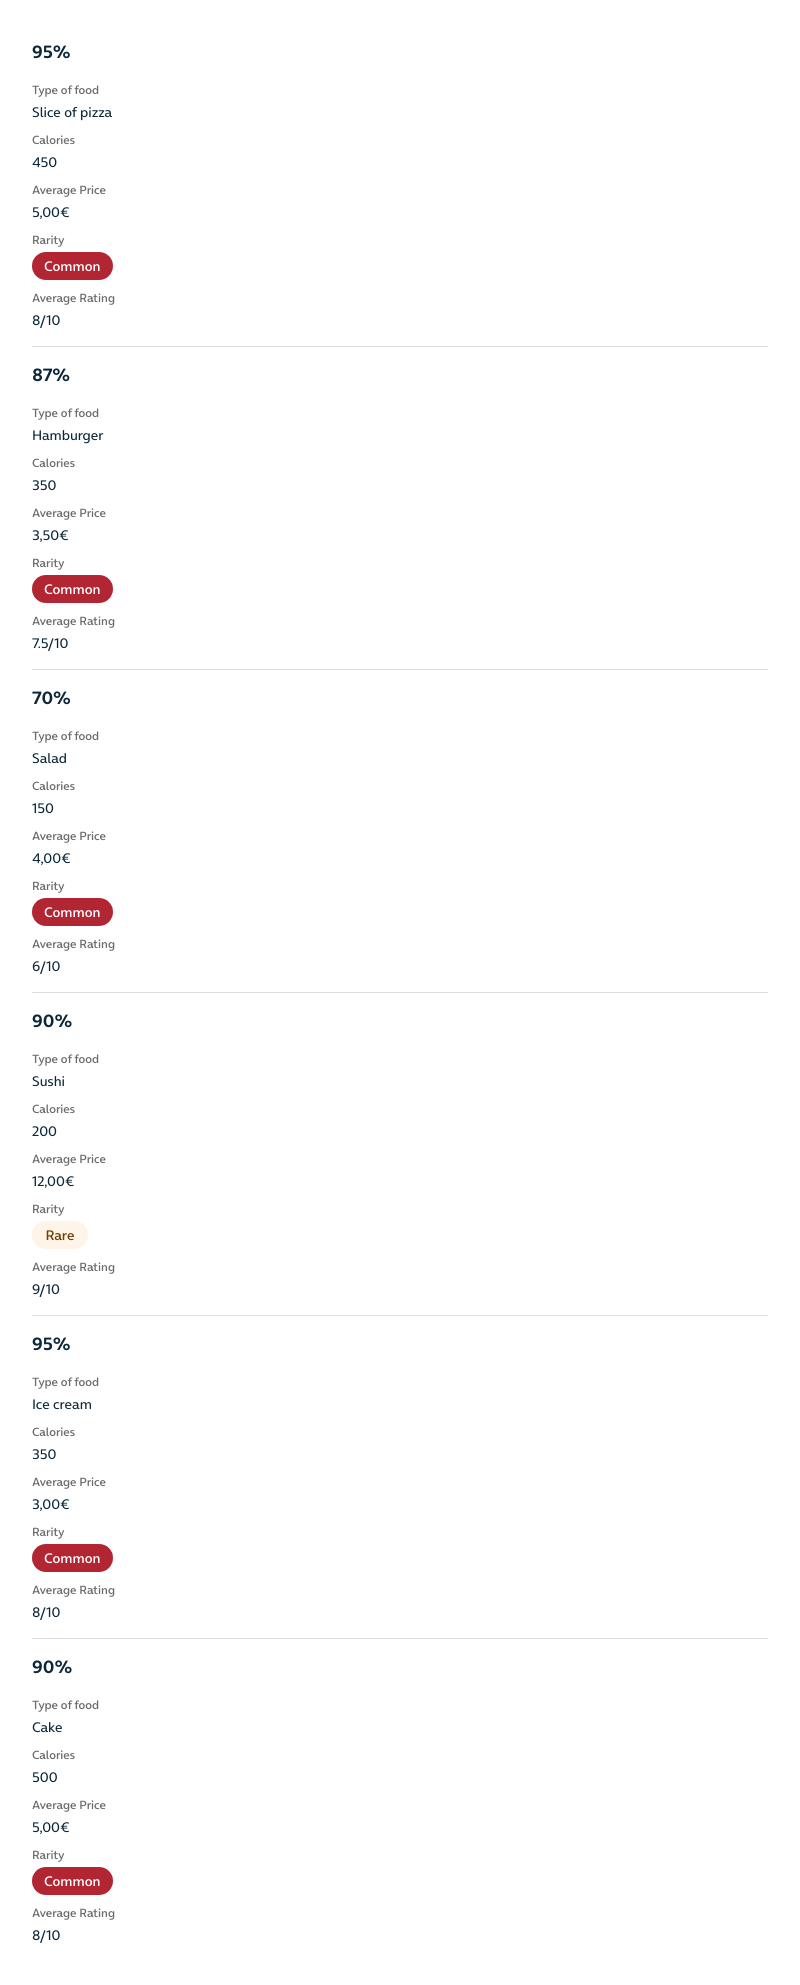 95%
Type of food
Slice of pizza
Calories
450
Average Price
5,00€
Rarity
Common
Average Rating
8/10
87%
Type of food
Hamburger
Calories
350
Average Price
3,50€
Rarity
Common
Average Rating
7.5/10
70%
Type of food
Salad
Calories
150
Average Price
4,00€
Rarity
Common
Average Rating
6/10
90%
Type of food
Sushi
Calories
200
Average Price
12,00€
Rarity
Rare
Average Rating
9/10
95%
Type of food
Ice cream
Calories
350
Average Price
3,00€
Rarity
Common
Average Rating
8/10
90%
Type of food
Cake
Calories
500
Average Price
5,00€
Rarity
Common
Average Rating
8/10